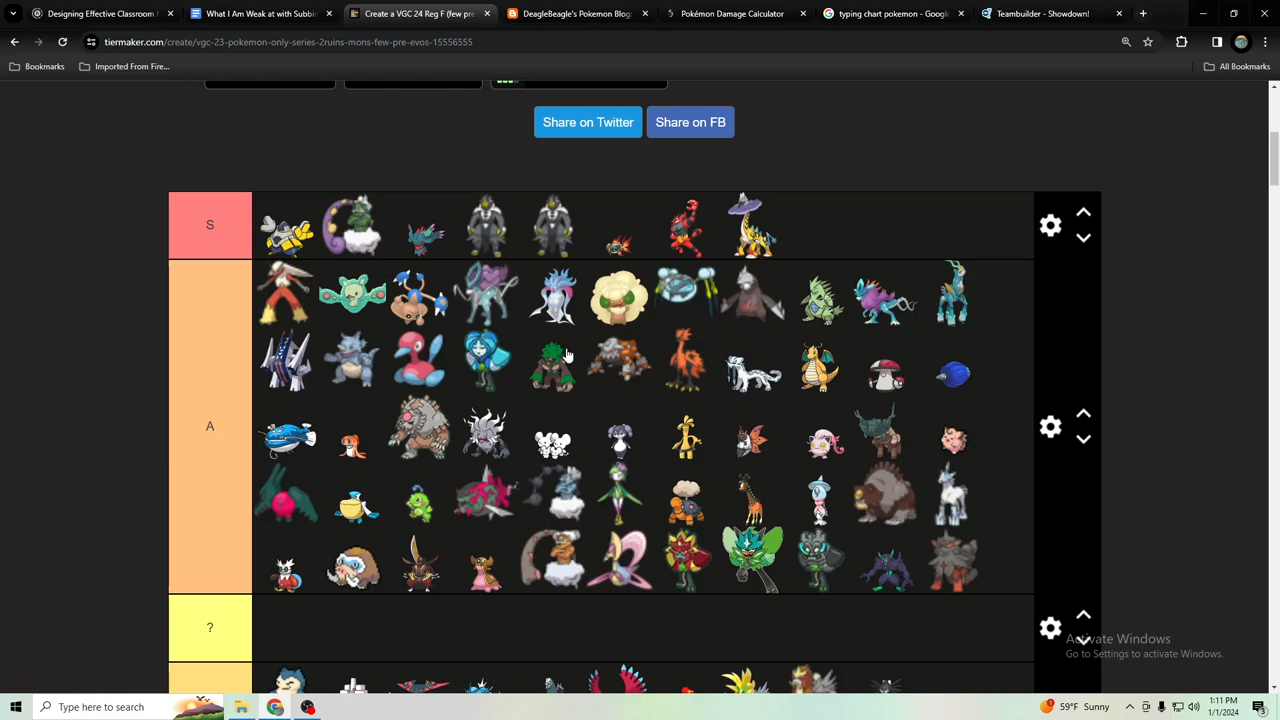 Designing Effective Classroom F
What I Am Weak at with Subbin
Create a VGC 24 Reg F (few pre
DeagleBeagle's Pokemon Blog:
Pokémon Damage Calculator
typing chart pokemon - Google
Teambuilder - Showdown!
tiermaker.com/create/vgc-23-pokemon-only-series-2ruins-mons-few-pre-evos-15556555
Bookmarks
Imported From Fire...
All Bookmarks
Share on Twitter
Share on FB
S
A
?
Activate Windows
Go to Settings to activate Windows.
Type here to search
59°F Sunny
1:11 PM
1/1/2024
3